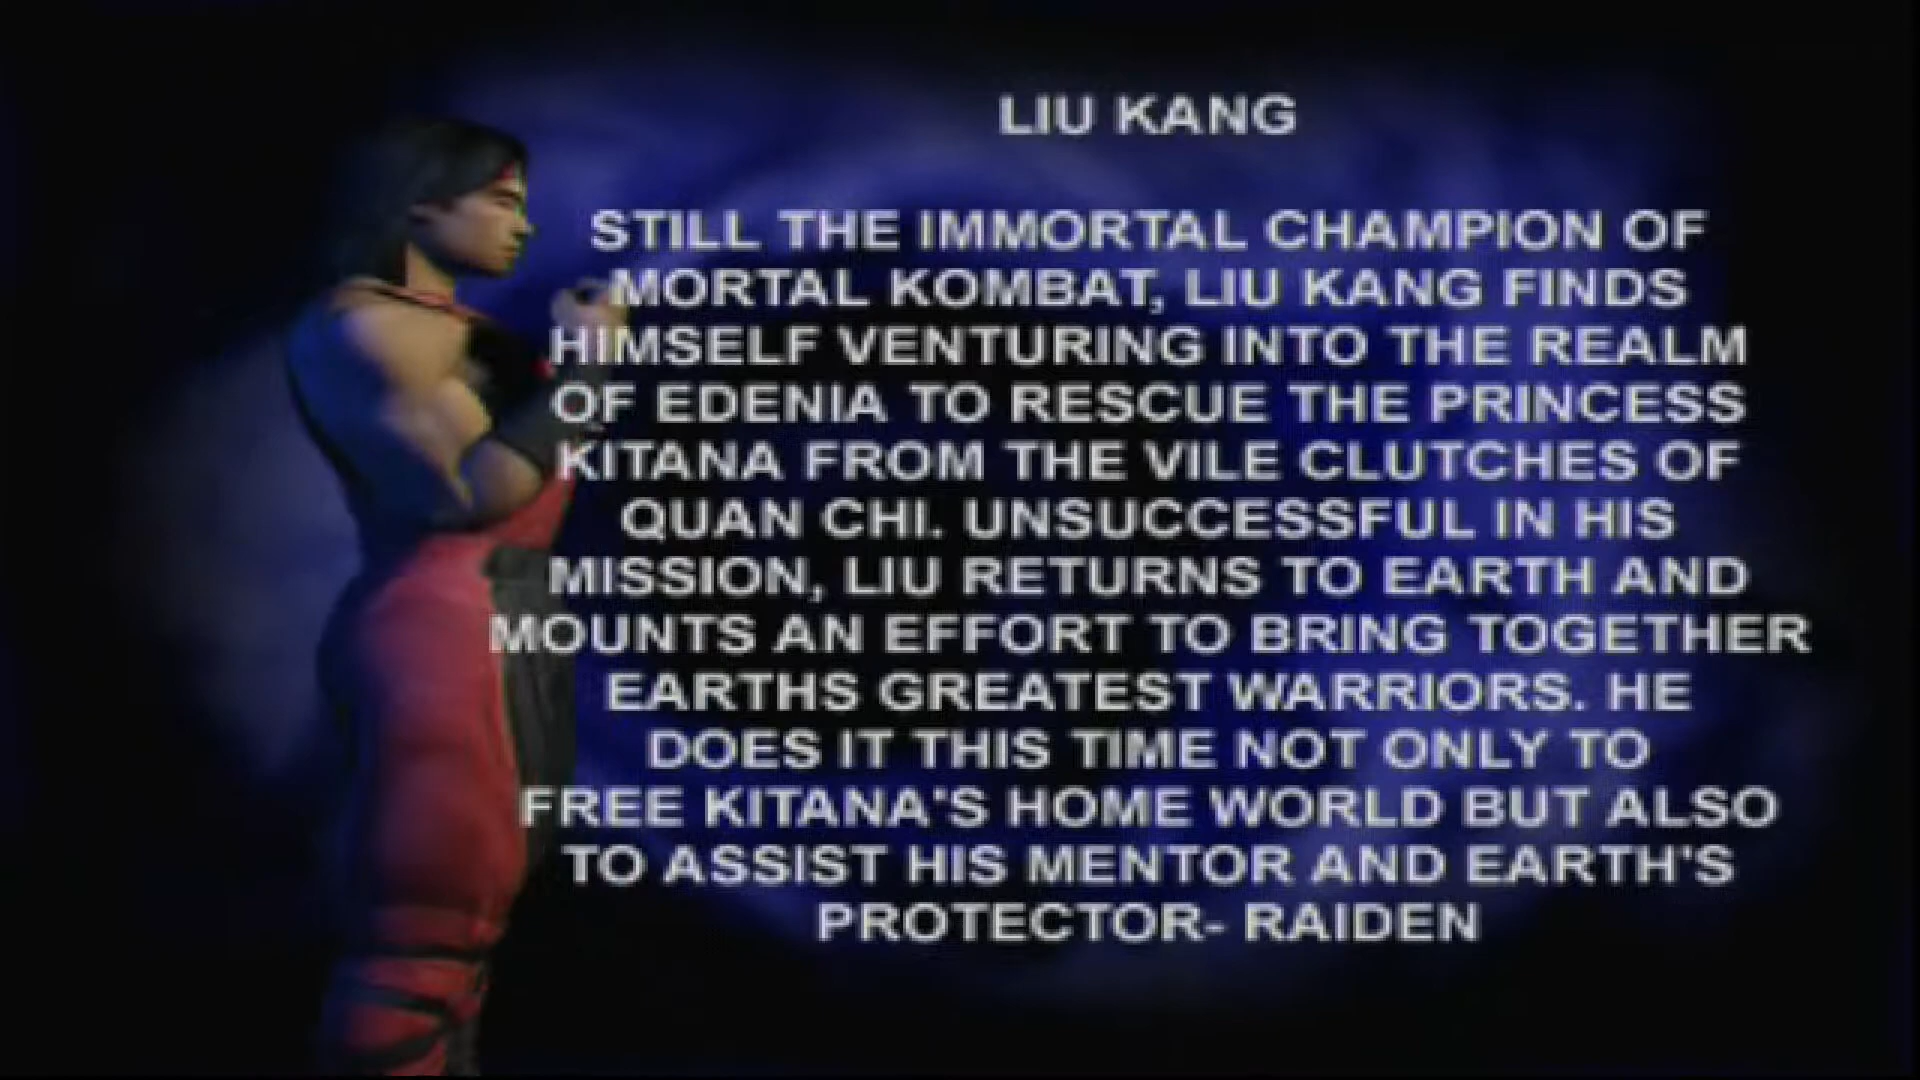 LIU KANG
STILL THE IMMORTAL CHAMPION OF
MORTAL KOMBAT, LIU KANG FINDS
HIMSELF VENTURING INTO THE REALM
OF EDENIA TO RESCUE THE PRINCESS
KITANA FROM THE VILE CLUTCHES OF
QUAN CHI. UNSUCCESSFUL IN HIS
MISSION, LIU RETURNS TO EARTH AND
MOUNTS AN EFFORT TO BRING TOGETHER
EARTHS GREATEST WARRIORS. HE
DOES IT THIS TIME NOT ONLY TO
FREE KITANA'S HOME WORLD BUT ALSO
TO ASSIST HIS MENTOR AND EARTH'S
PROTECTOR- RAIDEN